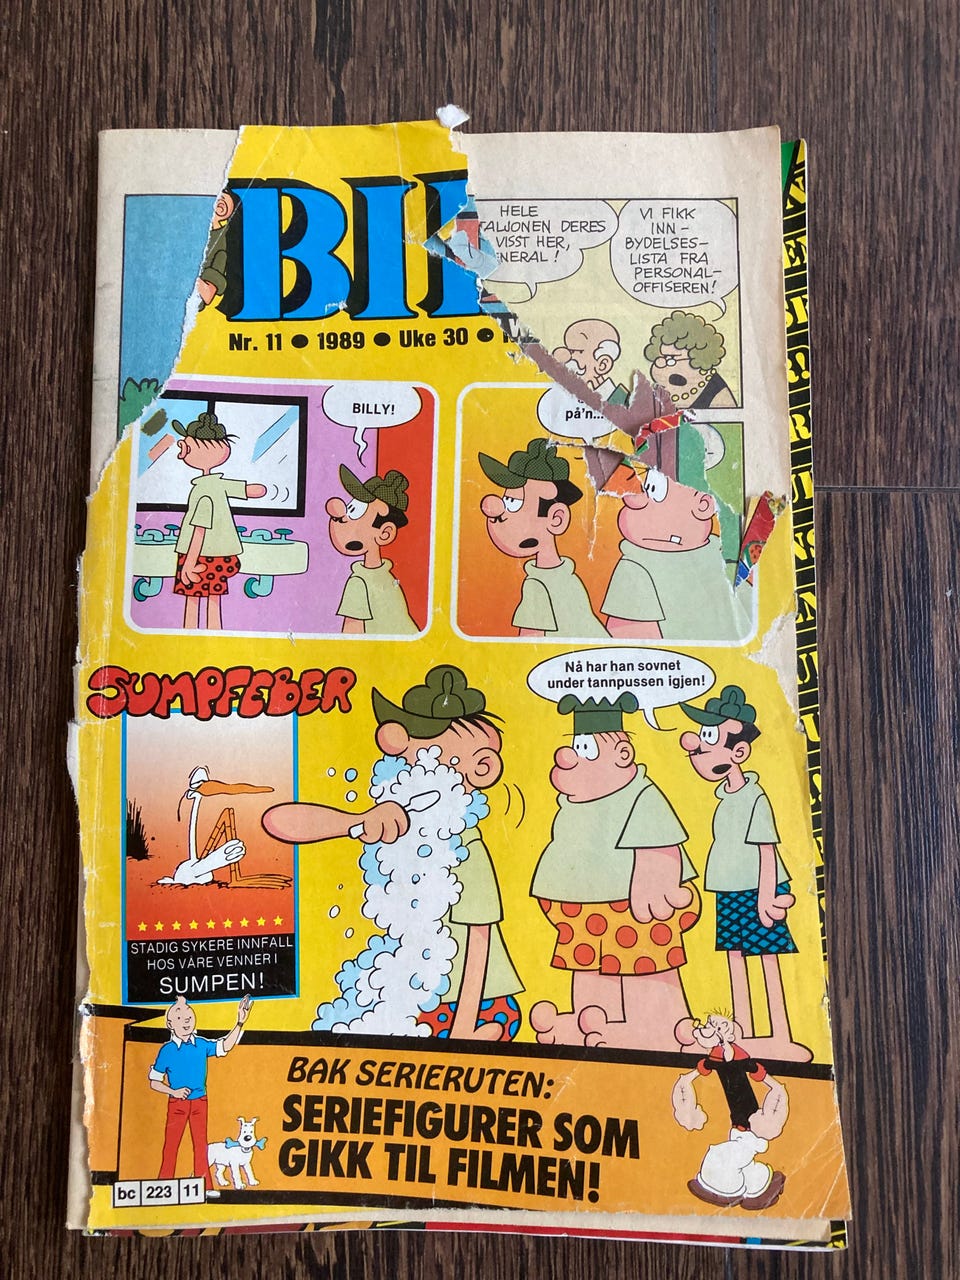 BIL
HELE
DERES
VISST HER,
VI FIKK
INN-
BYDELSES-
LISTA FRA
PERSONAL-
OFFISEREN!
Nr. 11 ● 1989 ● Uke 30 ●
BILLY!
på'n...
SUMPFEBER
Nå har han sovnet
under tannpussen igjen!
STADIG SYKERE INNFALL
HOS VÅRE VENNER I
SUMPEN!
BAK SERIERUTEN:
SERIEFIGURER SOM
GIKK TIL FILMEN!
bc 223 11